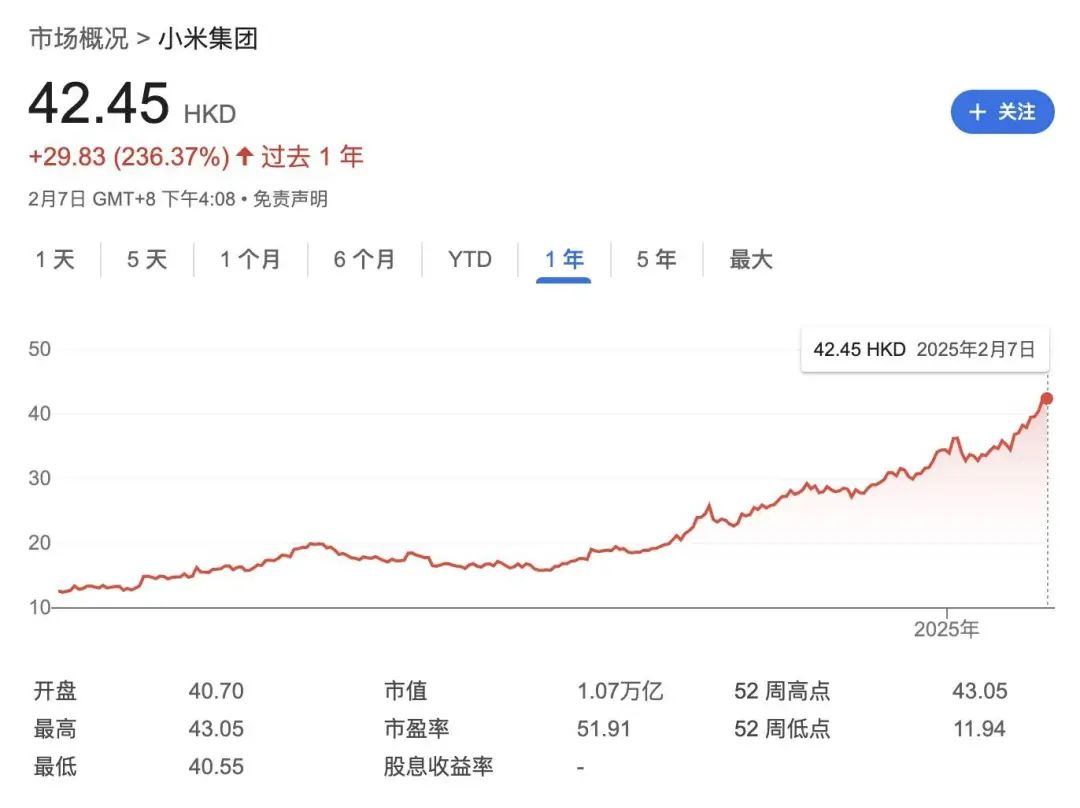 市场概况 > 小米集团
42.45 HKD
+ 关注
+29.83 (236.37%) ↑ 过去 1 年
2月7日 GMT+8 下午4:08 • 免责声明
1 天 5 天 1 个月 6 个月 YTD 1 年 5 年 最大
42.45 HKD 2025年2月7日
50
40
30
20
10
2025年
开盘 40.70 市值 1.07万亿 52 周高点 43.05
最高 43.05 市盈率 51.91 52 周低点 11.94
最低 40.55 股息收益率 -